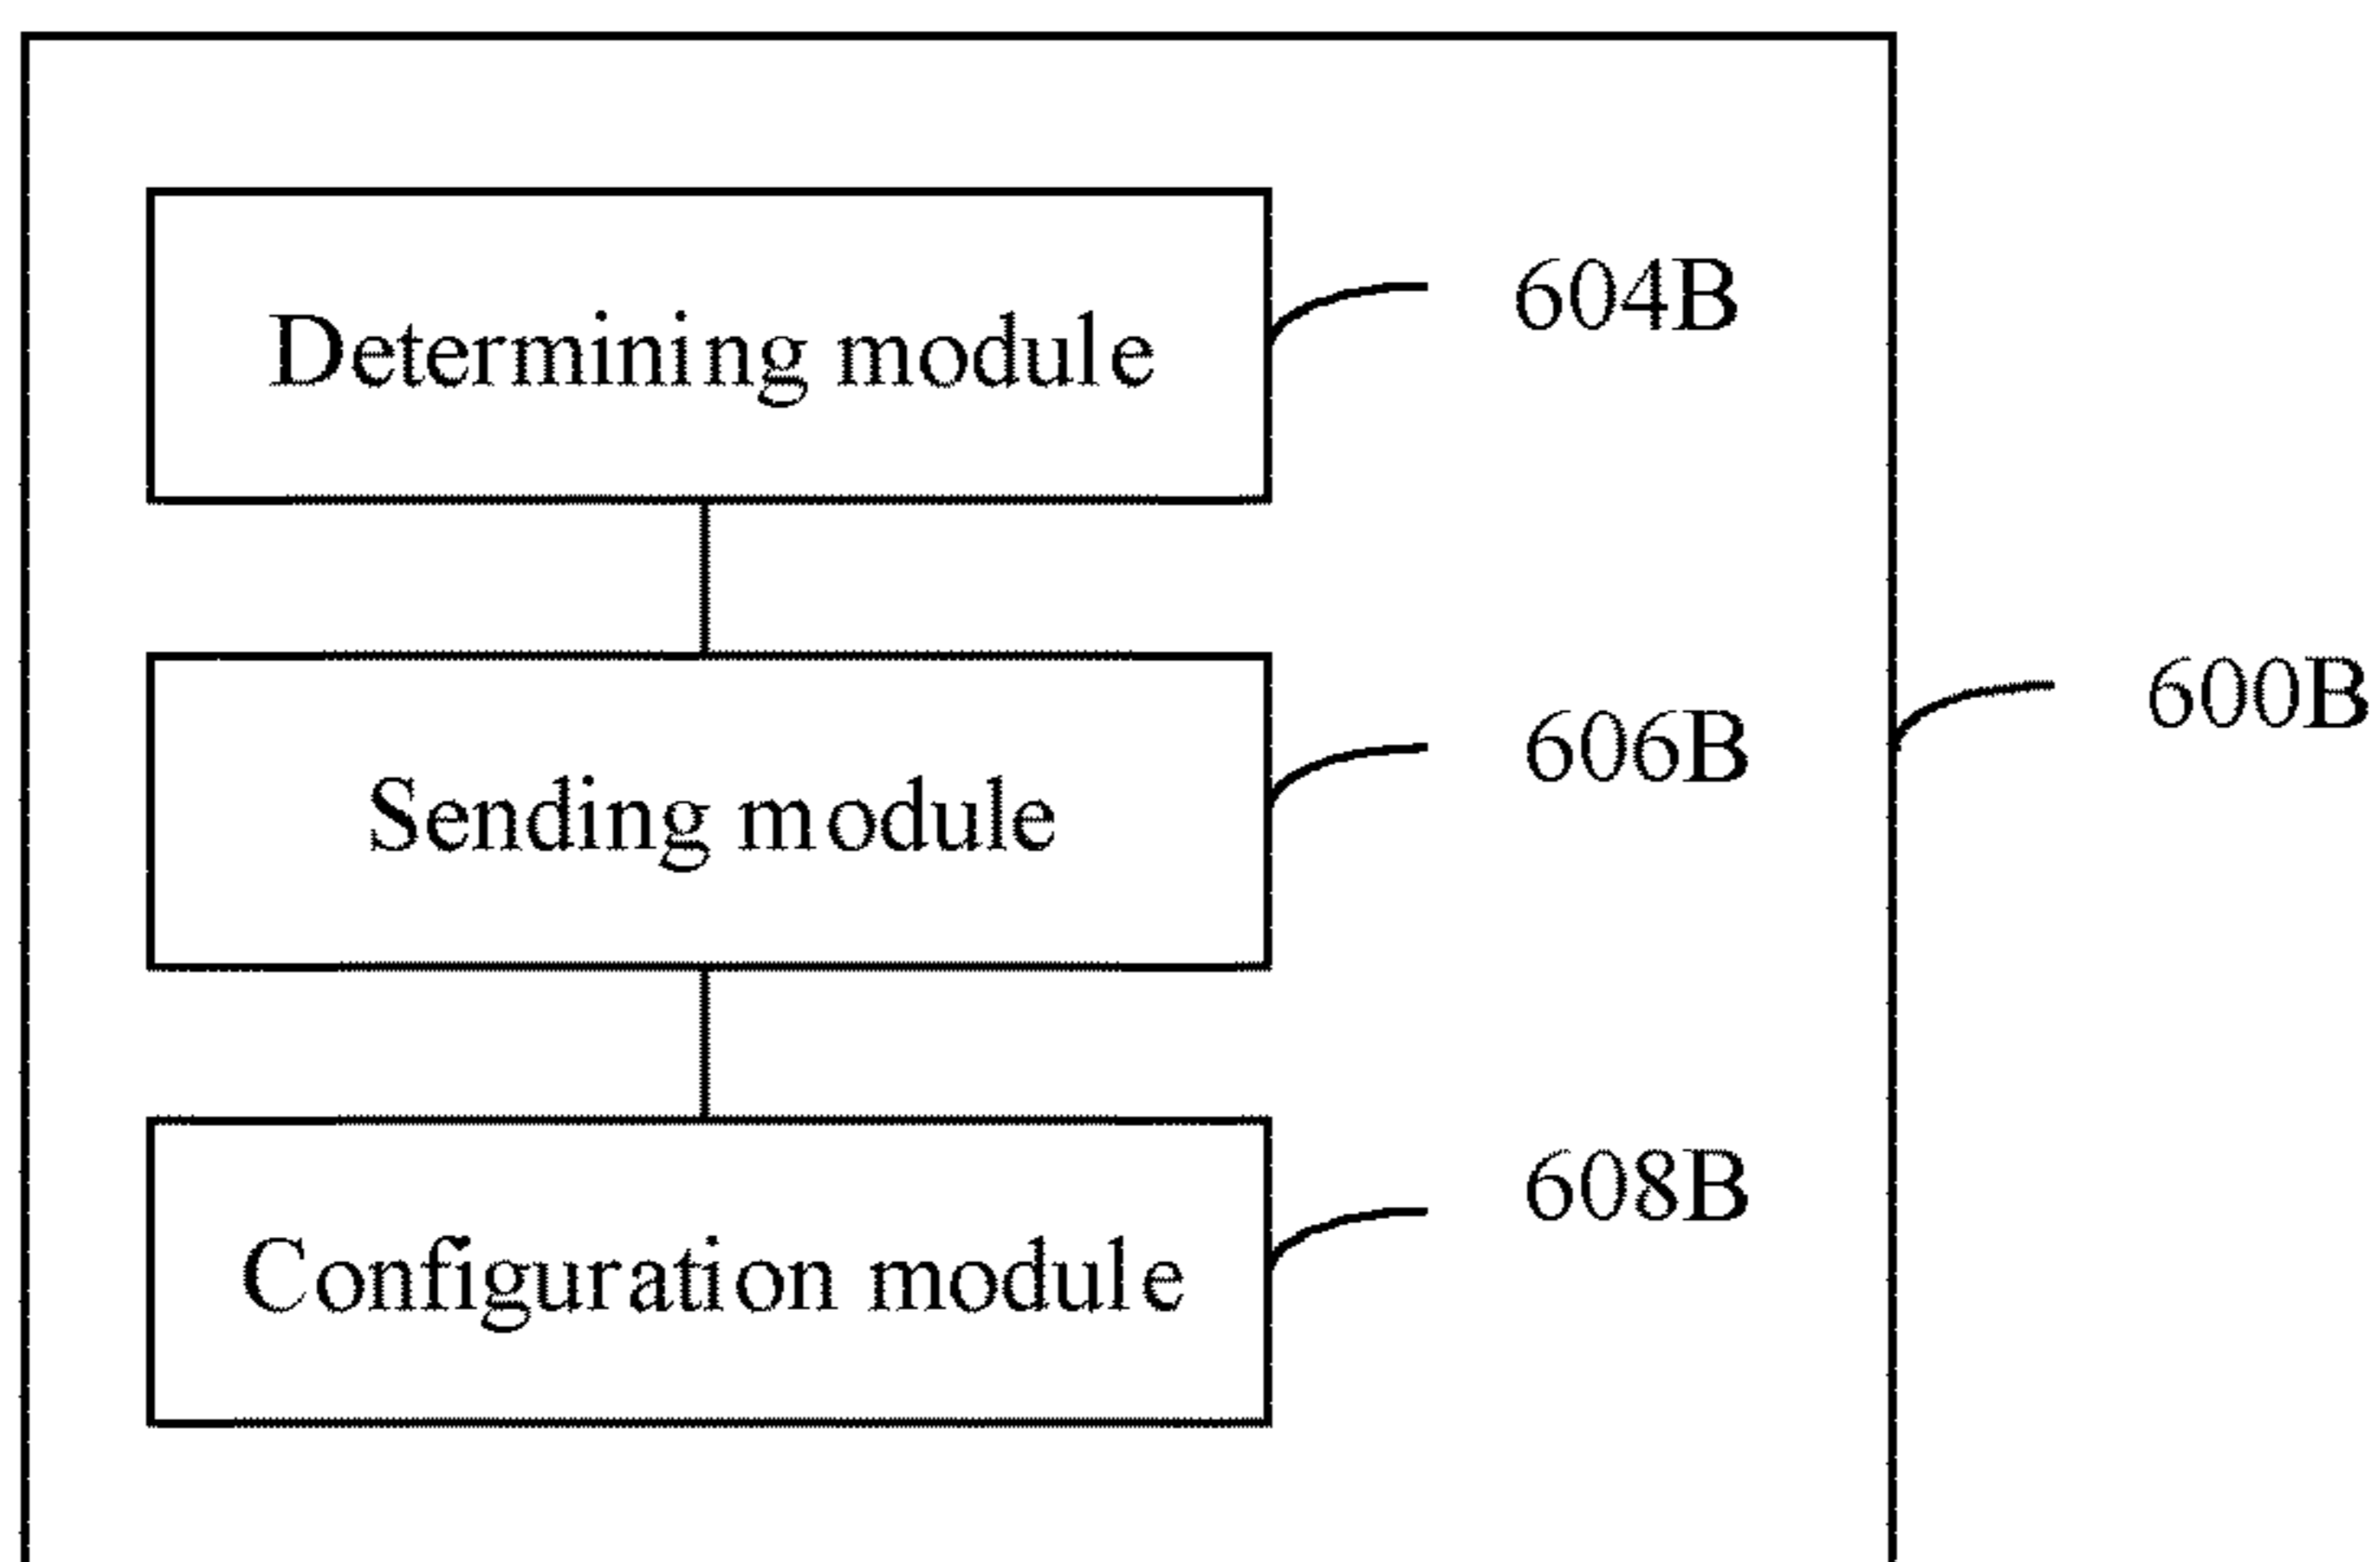 Determining module
604B
Sending module
606B
600B
Configuration module
608B